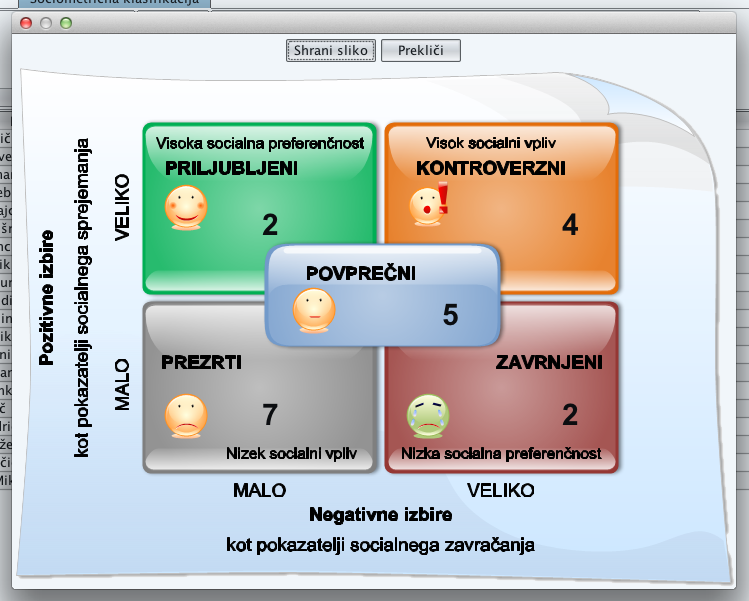 Sociometrična klasifikacija
Shrani sliko
Prekliči
Pozitivne izbire
kot pokazatelji socialnega sprejemanja
VELIKO
MALO
Visoka socialna preferenčnost
PRILJUBLJENI
2
Visok socialni vpliv
KONTROVERZNI
4
POVPREČNI
5
PREZRTI
7
Nizek socialni vpliv
ZAVRNJENI
2
Nizka socialna preferenčnost
MALO
VELIKO
Negativne izbire
kot pokazatelji socialnega zavračanja